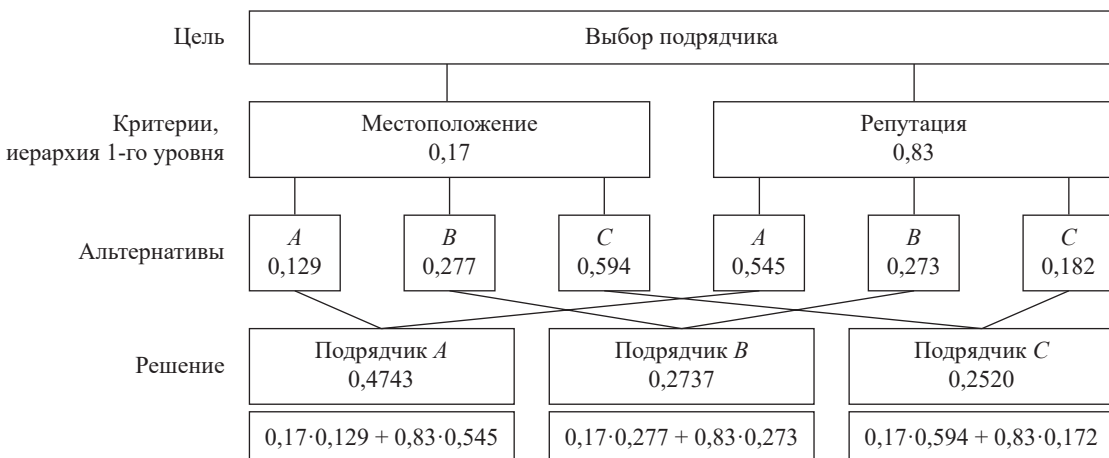 Цель
Выбор подрядчика
Критерии,
иерархия 1-го уровня
Местоположение
0,17
Репутация
0,83
Альтернативы
A
0,129
B
0,277
C
0,594
A
0,545
B
0,273
C
0,182
Решение
Подрядчик A
0,4743
Подрядчик B
0,2737
Подрядчик C
0,2520
0,17·0,129 + 0,83·0,545
0,17·0,277 + 0,83·0,273
0,17·0,594 + 0,83·0,172